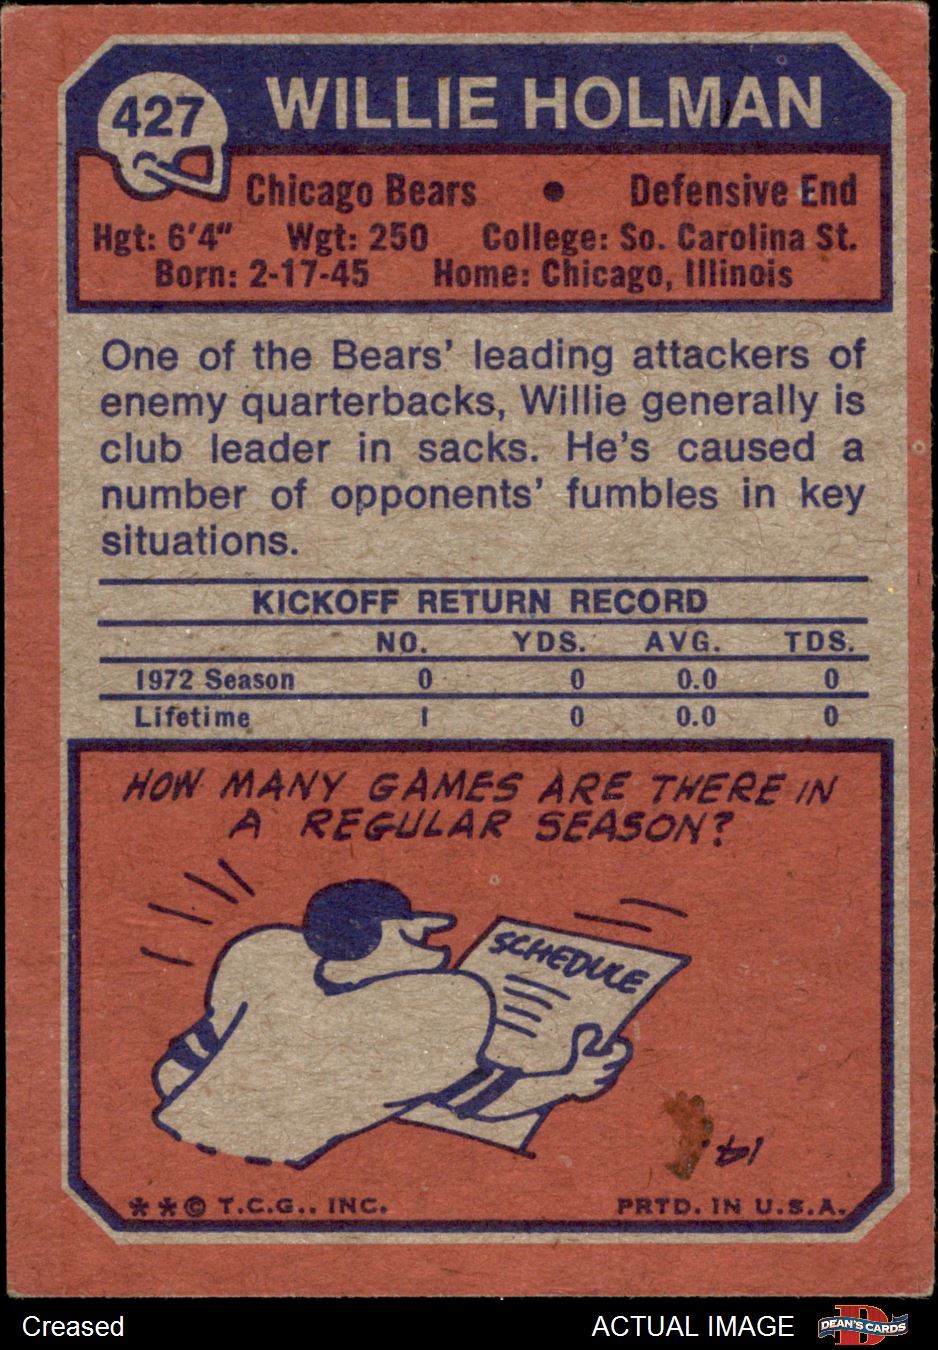 427
WILLIE HOLMAN
Chicago Bears • Defensive End
Hgt: 6'4" Wgt: 250 College: So. Carolina St.
Born: 2-17-45 Home: Chicago, Illinois
One of the Bears' leading attackers of
enemy quarterbacks, Willie generally is
club leader in sacks. He's caused a
number of opponents' fumbles in key
situations.
KICKOFF RETURN RECORD
NO. YDS. AVG. TDS.
1972 Season 0 0 0.0 0
Lifetime 1 0 0.0 0
HOW MANY GAMES ARE THERE IN
A REGULAR SEASON?
SCHEDULE
14
**© T.C.G., INC. PRTD. IN U.S.A.
Creased ACTUAL IMAGE DEAN'S CARDS